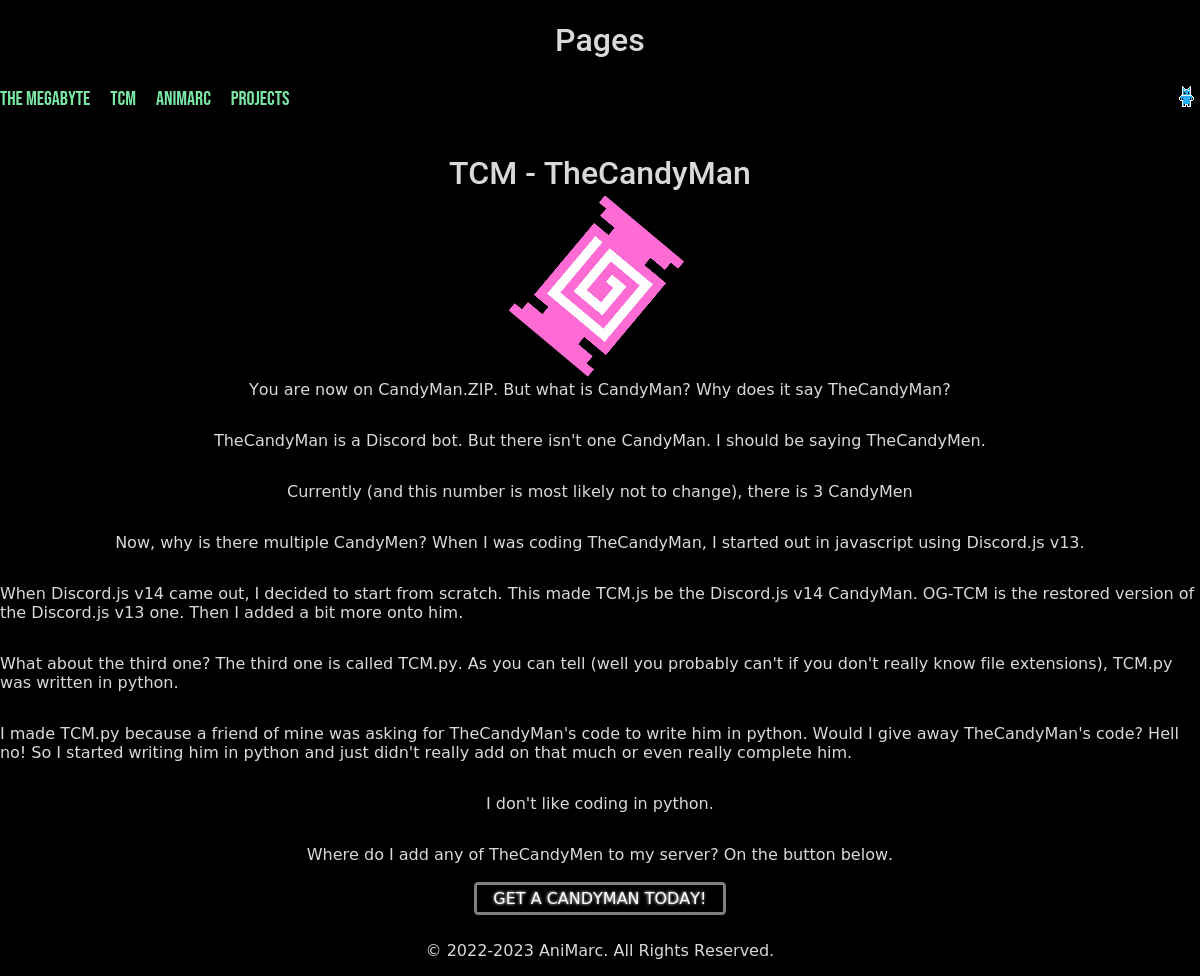 Pages
THE MEGABYTE TCM ANIMARC PROJECTS
TCM - TheCandyMan
You are now on CandyMan.ZIP. But what is CandyMan? Why does it say TheCandyMan?
TheCandyMan is a Discord bot. But there isn't one CandyMan. I should be saying TheCandyMen.
Currently (and this number is most likely not to change), there is 3 CandyMen
Now, why is there multiple CandyMen? When I was coding TheCandyMan, I started out in javascript using Discord.js v13.
When Discord.js v14 came out, I decided to start from scratch. This made TCM.js be the Discord.js v14 CandyMan. OG-TCM is the restored version of
the Discord.js v13 one. Then I added a bit more onto him.
What about the third one? The third one is called TCM.py. As you can tell (well you probably can't if you don't really know file extensions), TCM.py
was written in python.
I made TCM.py because a friend of mine was asking for TheCandyMan's code to write him in python. Would I give away TheCandyMan's code? Hell
no! So I started writing him in python and just didn't really add on that much or even really complete him.
I don't like coding in python.
Where do I add any of TheCandyMen to my server? On the button below.
GET A CANDYMAN TODAY!
© 2022-2023 AniMarc. All Rights Reserved.